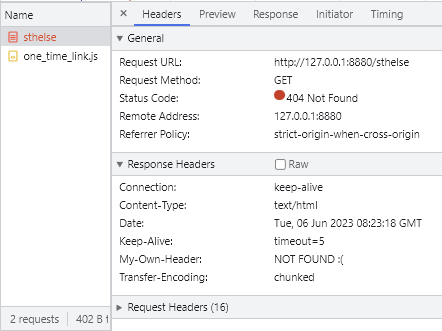 Name
× Headers Preview Response Initiator Timing
sthelse
one_time_link.js
▼ General
Request URL: http://127.0.0.1:8880/sthelse
Request Method: GET
Status Code: 404 Not Found
Remote Address: 127.0.0.1:8880
Referrer Policy: strict-origin-when-cross-origin
▼ Response Headers Raw
Connection: keep-alive
Content-Type: text/html
Date: Tue, 06 Jun 2023 08:23:18 GMT
Keep-Alive: timeout=5
My-Own-Header: NOT FOUND :(
Transfer-Encoding: chunked
▶ Request Headers (16)
2 requests 402 B